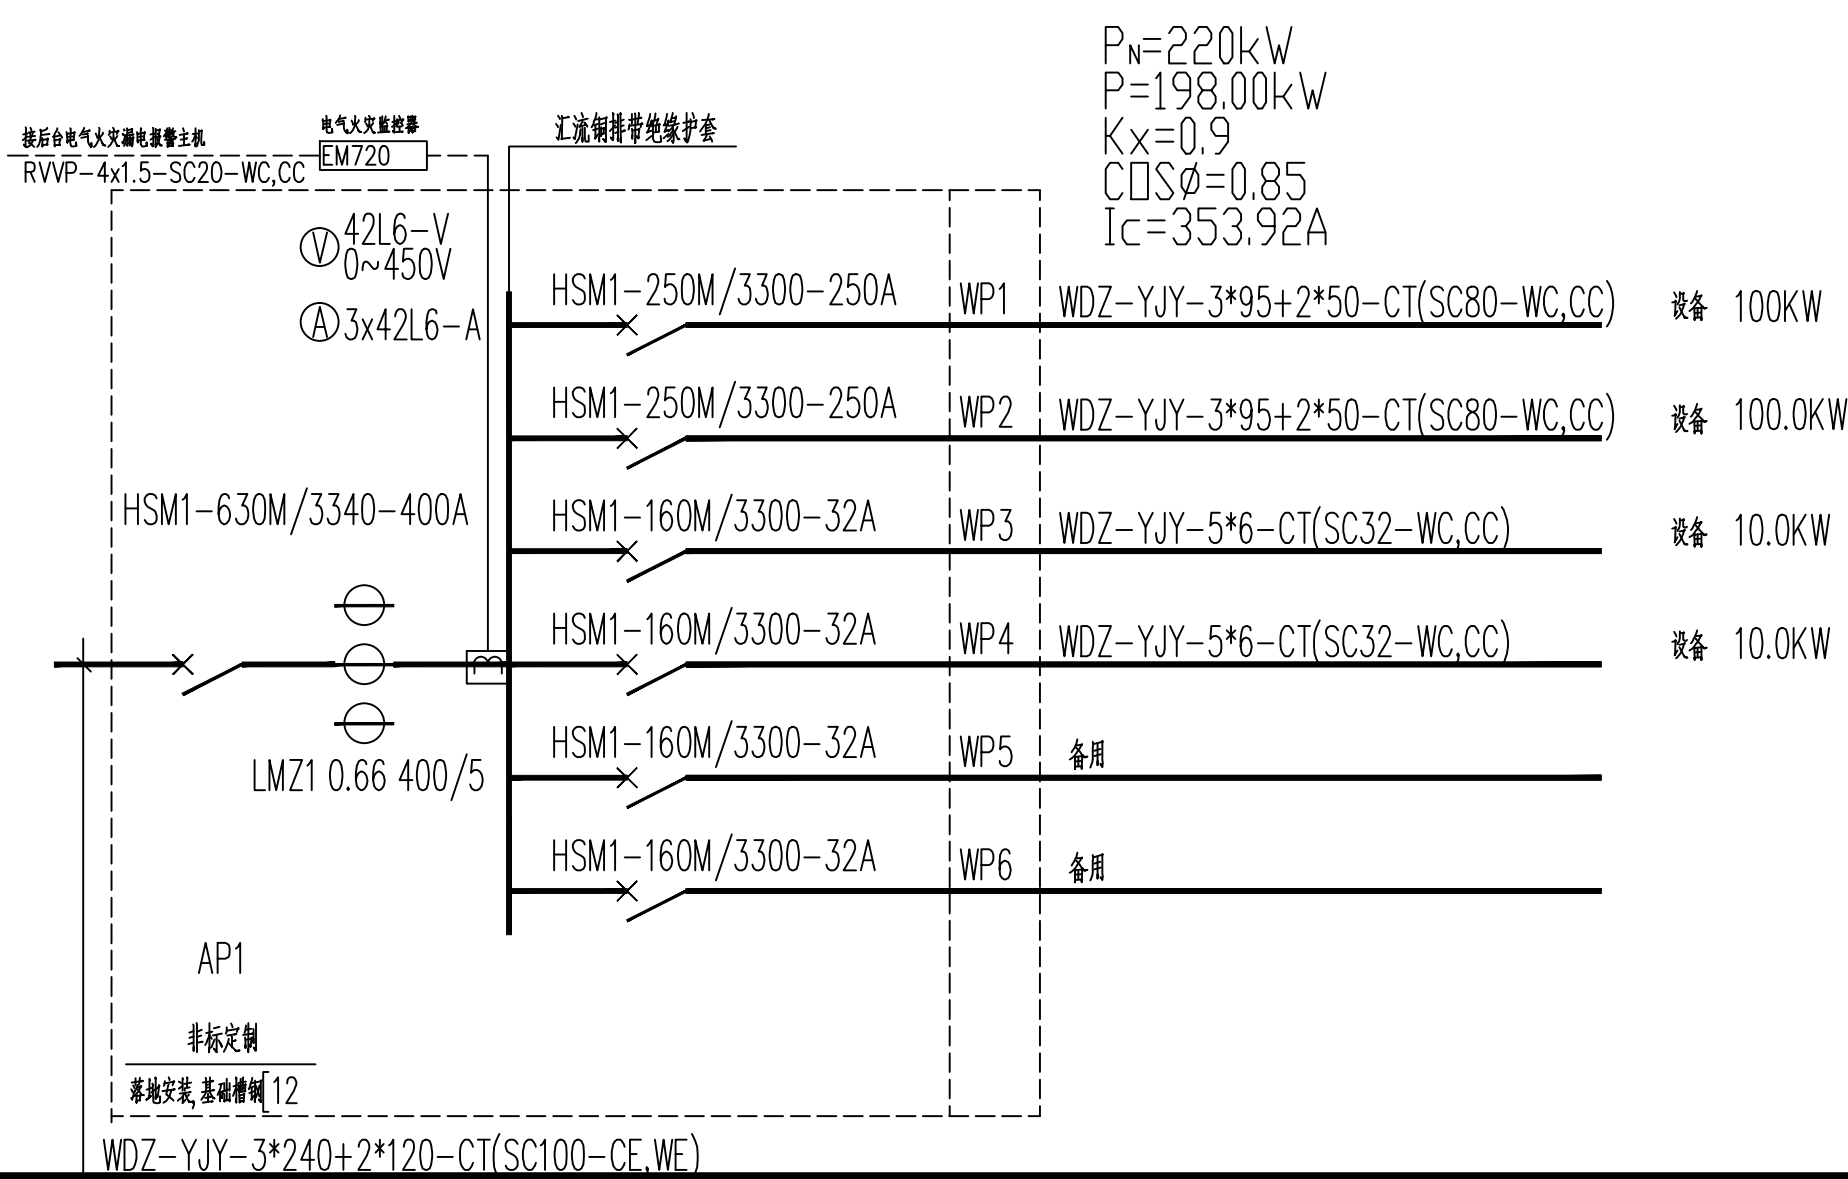 PN=220kW
P=198.00kW
Kx=0.9
COSø=0.85
Ic=353.92A
接后台电气火灾漏电报警主机
RVVP-4x1.5-SC20-WC,CC
电气火灾监控器
EM720
汇流铜排带绝缘护套
V 42L6-V
0~450V
A 3x42L6-A
HSM1-630M/3340-400A
LMZ1 0.66 400/5
HSM1-250M/3300-250A WP1 WDZ-YJY-3*95+2*50-CT(SC80-WC,CC) 设备 100KW
HSM1-250M/3300-250A WP2 WDZ-YJY-3*95+2*50-CT(SC80-WC,CC) 设备 100.0KW
HSM1-160M/3300-32A WP3 WDZ-YJY-5*6-CT(SC32-WC,CC) 设备 10.0KW
HSM1-160M/3300-32A WP4 WDZ-YJY-5*6-CT(SC32-WC,CC) 设备 10.0KW
HSM1-160M/3300-32A WP5 备用
HSM1-160M/3300-32A WP6 备用
AP1
非标定制
落地安装,基础槽钢[12
WDZ-YJY-3*240+2*120-CT(SC100-CE,WE)